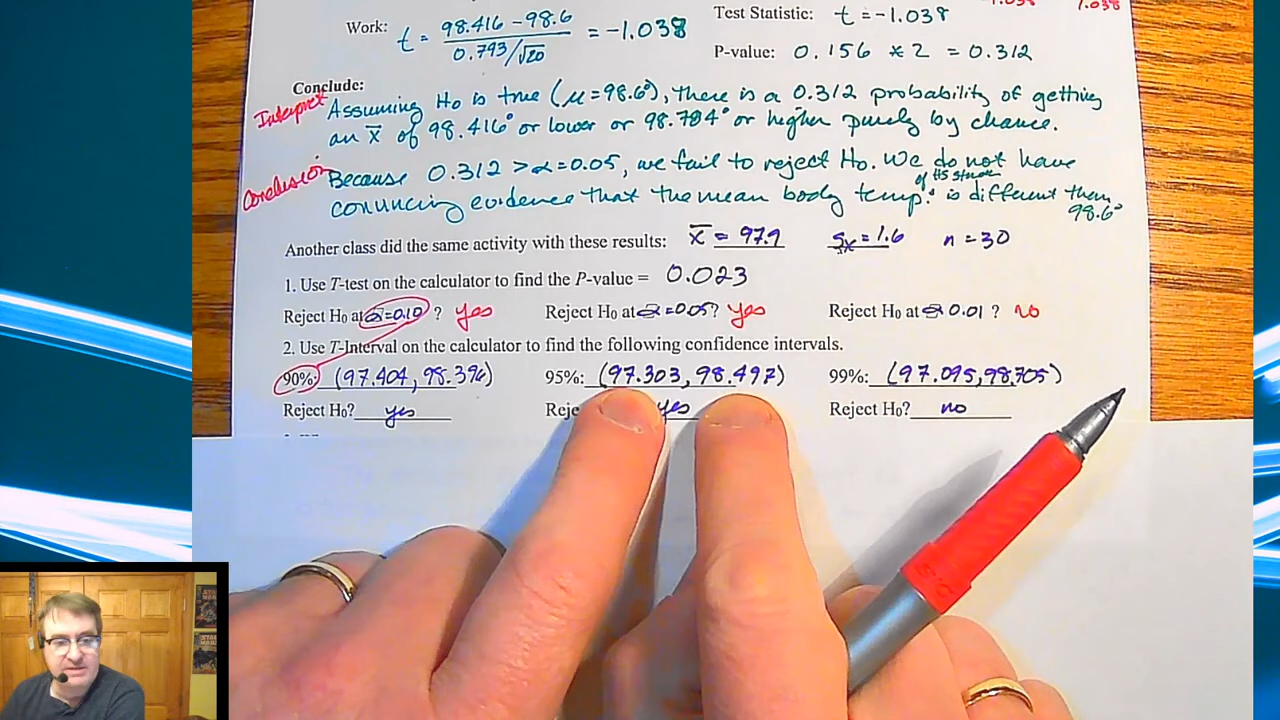 1.038
Work: t = 98.416 - 98.6 / 0.793/√20 = -1.038
Test Statistic: t = -1.038
P-value: 0.156 * 2 = 0.312
Conclude:
Interpret Assuming Ho is true (μ=98.6°), there is a 0.312 probability of getting
an x̄ of 98.416° or lower or 98.784° or higher purely by chance.
Conclusion Because 0.312 > α=0.05, we fail to reject Ho. We do not have
convincing evidence that the mean body temp. of HS students is different than
98.6°
Another class did the same activity with these results: x̄ = 97.9 Sx = 1.6 n = 30
1. Use T-test on the calculator to find the P-value = 0.023
Reject H0 at α=0.10 ? yes Reject H0 at α=0.05? yes Reject H0 at α 0.01 ? no
2. Use T-Interval on the calculator to find the following confidence intervals.
90%: (97.404, 98.396) 95%: (97.303, 98.497) 99%: (97.095, 98.705)
Reject H0? yes Reje yes Reject H0? no